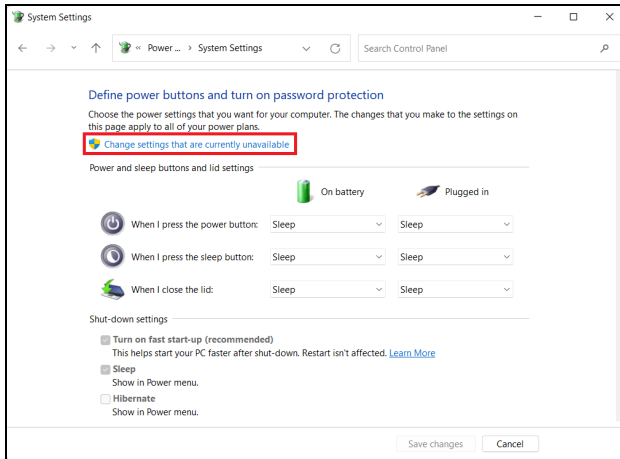 System Settings
« Power ... › System Settings
Search Control Panel
Define power buttons and turn on password protection
Choose the power settings that you want for your computer. The changes that you make to the settings on
this page apply to all of your power plans.
Change settings that are currently unavailable
Power and sleep buttons and lid settings
On battery Plugged in
When I press the power button: Sleep Sleep
When I press the sleep button: Sleep Sleep
When I close the lid: Sleep Sleep
Shut-down settings
Turn on fast start-up (recommended)
This helps start your PC faster after shut-down. Restart isn't affected. Learn More
Sleep
Show in Power menu.
Hibernate
Show in Power menu.
Save changes Cancel